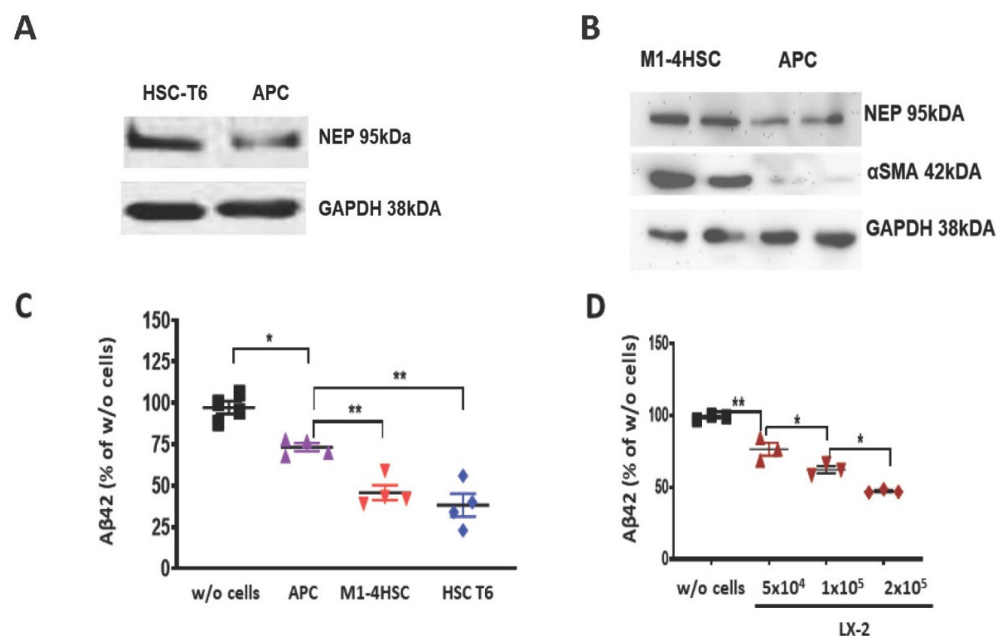 A
HSC-T6 APC
NEP 95kDa
GAPDH 38kDA
B
M1-4HSC APC
NEP 95kDA
αSMA 42kDA
GAPDH 38kDA
C
Aβ42 (% of w/o cells)
150
125
100
75
50
25
0
*
**
**
w/o cells APC M1-4HSC HSC T6
D
Aβ42 (% of w/o cells)
150
100
50
0
**
*
*
w/o cells 5x10⁴ 1x10⁵ 2x10⁵
LX-2